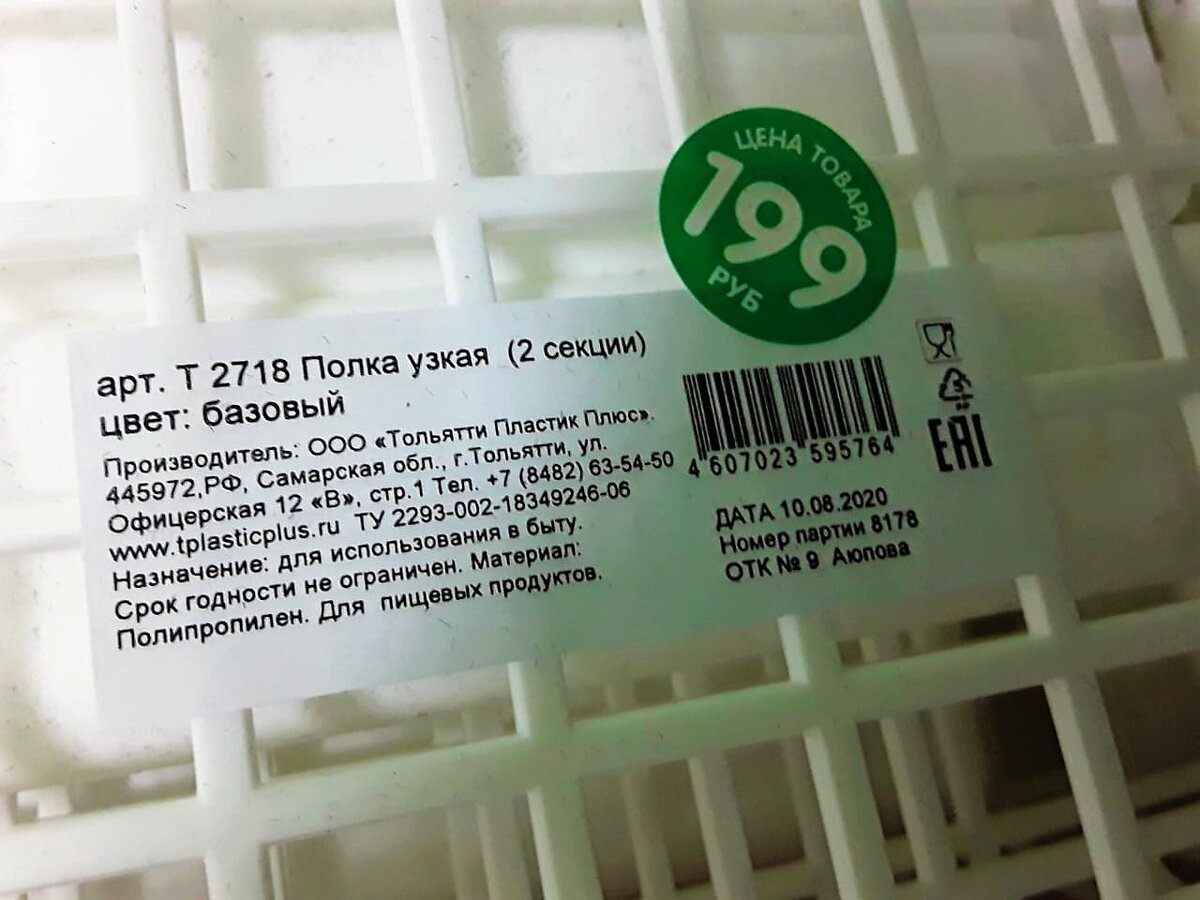 ЦЕНА ТОВАРА
199
РУБ
арт. Т 2718 Полка узкая (2 секции)
цвет: базовый
Производитель: ООО «Тольятти Пластик Плюс».
445972,РФ, Самарская обл., г.Тольятти, ул.
Офицерская 12 «В», стр.1 Тел. +7 (8482) 63-54-50
www.tplasticplus.ru ТУ 2293-002-18349246-06
Назначение: для использования в быту.
Срок годности не ограничен. Материал:
Полипропилен. Для пищевых продуктов.
4 607023 595764
5
PP
EAC
ДАТА 10.08.2020
Номер партии 8178
ОТК № 9 Аюпова